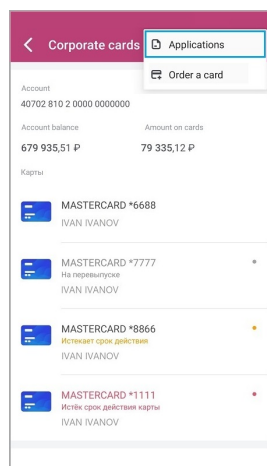 Corporate cards
Applications
Order a card
Account
40702 810 2 0000 0000000
Account balance
Amount on cards
679 935,51 ₽
79 335,12 ₽
Карты
MASTERCARD *6688
IVAN IVANOV
MASTERCARD *7777
На перевыпуске
IVAN IVANOV
MASTERCARD *8866
Истекает срок действия
IVAN IVANOV
MASTERCARD *1111
Истёк срок действия карты
IVAN IVANOV